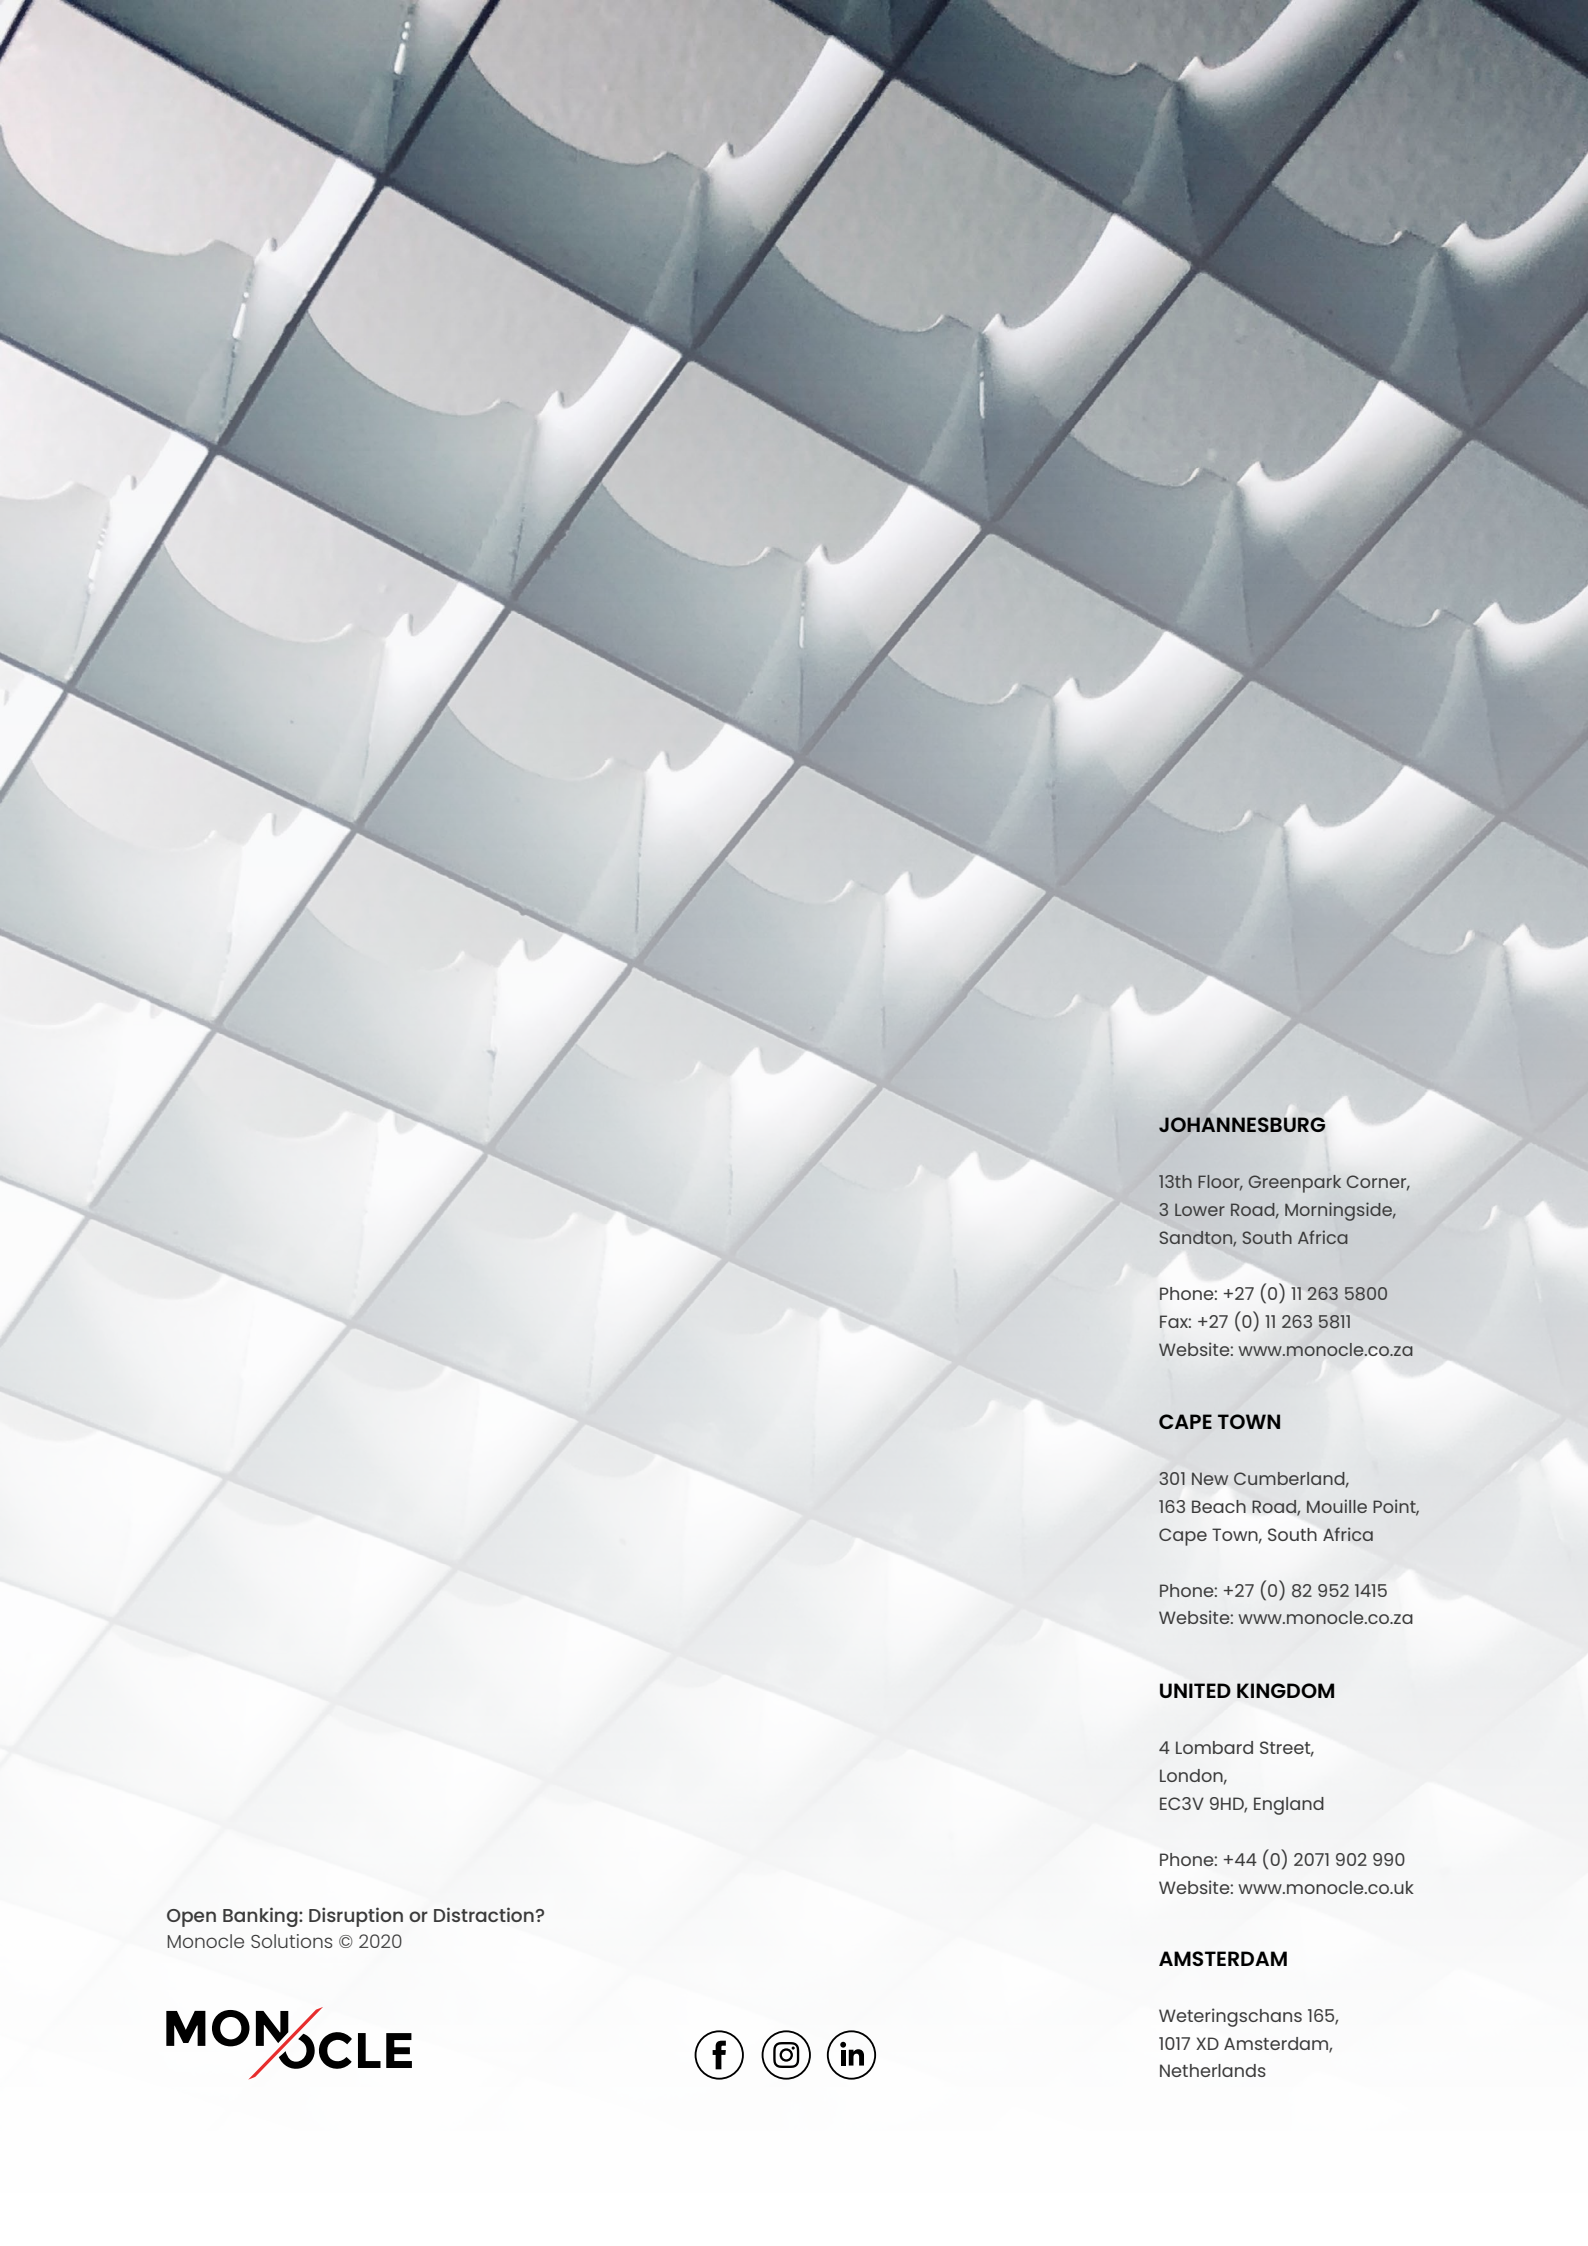 JOHANNESBURG
13th Floor, Greenpark Corner,
3 Lower Road, Morningside,
Sandton, South Africa
Phone: +27 (0) 11 263 5800
Fax: +27 (0) 11 263 5811
Website: www.monocle.co.za
CAPE TOWN
301 New Cumberland,
163 Beach Road, Mouille Point,
Cape Town, South Africa
Phone: +27 (0) 82 952 1415
Website: www.monocle.co.za
UNITED KINGDOM
4 Lombard Street,
London,
EC3V 9HD, England
Phone: +44 (0) 2071 902 990
Website: www.monocle.co.uk
AMSTERDAM
Weteringschans 165,
1017 XD Amsterdam,
Netherlands
Open Banking: Disruption or Distraction?
Monocle Solutions © 2020
MONOCLE
f
in